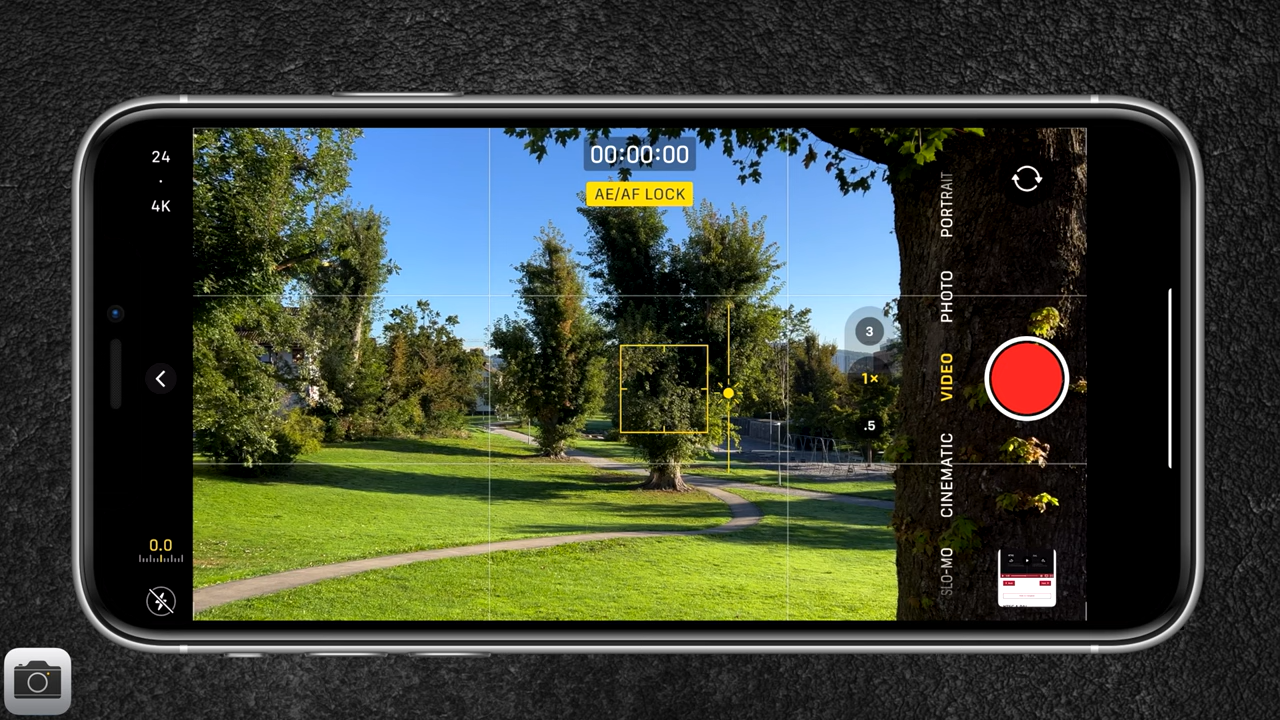 24
·
4K
00:00:00
AE/AF LOCK
3
1×
.5
PORTRAIT
PHOTO
VIDEO
CINEMATIC
SLO-MO
0.0